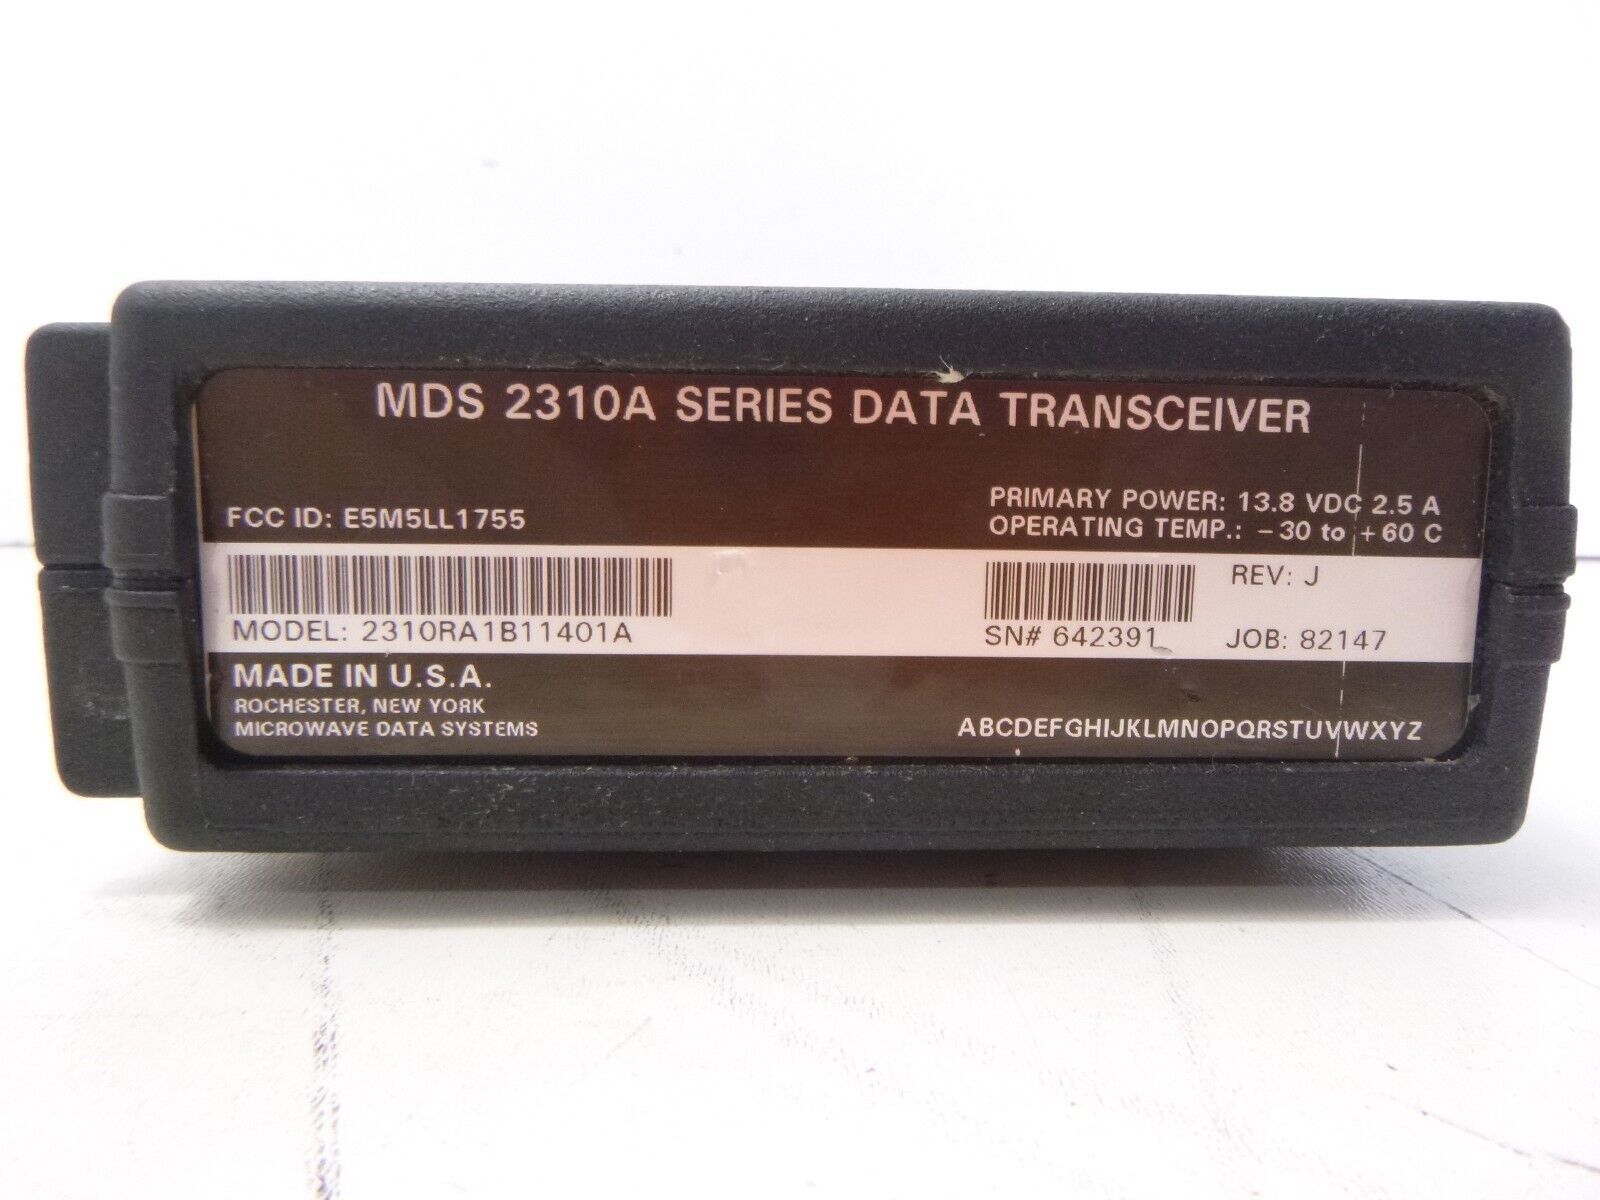 MDS 2310A SERIES DATA TRANSCEIVER
FCC ID: E5M5LL1755
PRIMARY POWER: 13.8 VDC 2.5 A
OPERATING TEMP.: -30 to +60 C
MODEL: 2310RA1B11401A
SN# 642391
REV: J
JOB: 82147
MADE IN U.S.A.
ROCHESTER, NEW YORK
MICROWAVE DATA SYSTEMS
ABCDEFGHIJKLMNOPQRSTUVWXYZ